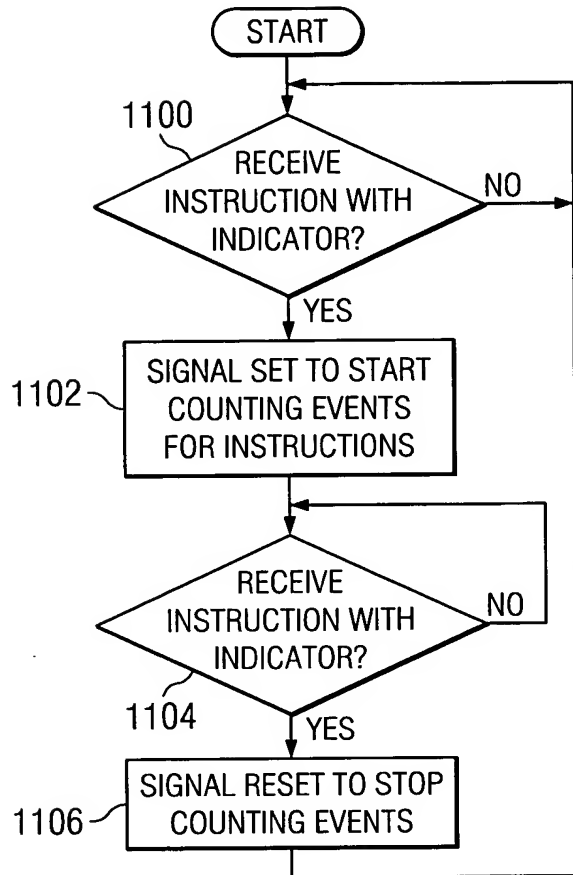 START
1100
RECEIVE
INSTRUCTION WITH
INDICATOR?
NO
YES
1102
SIGNAL SET TO START
COUNTING EVENTS
FOR INSTRUCTIONS
RECEIVE
INSTRUCTION WITH
INDICATOR?
NO
1104
YES
1106
SIGNAL RESET TO STOP
COUNTING EVENTS